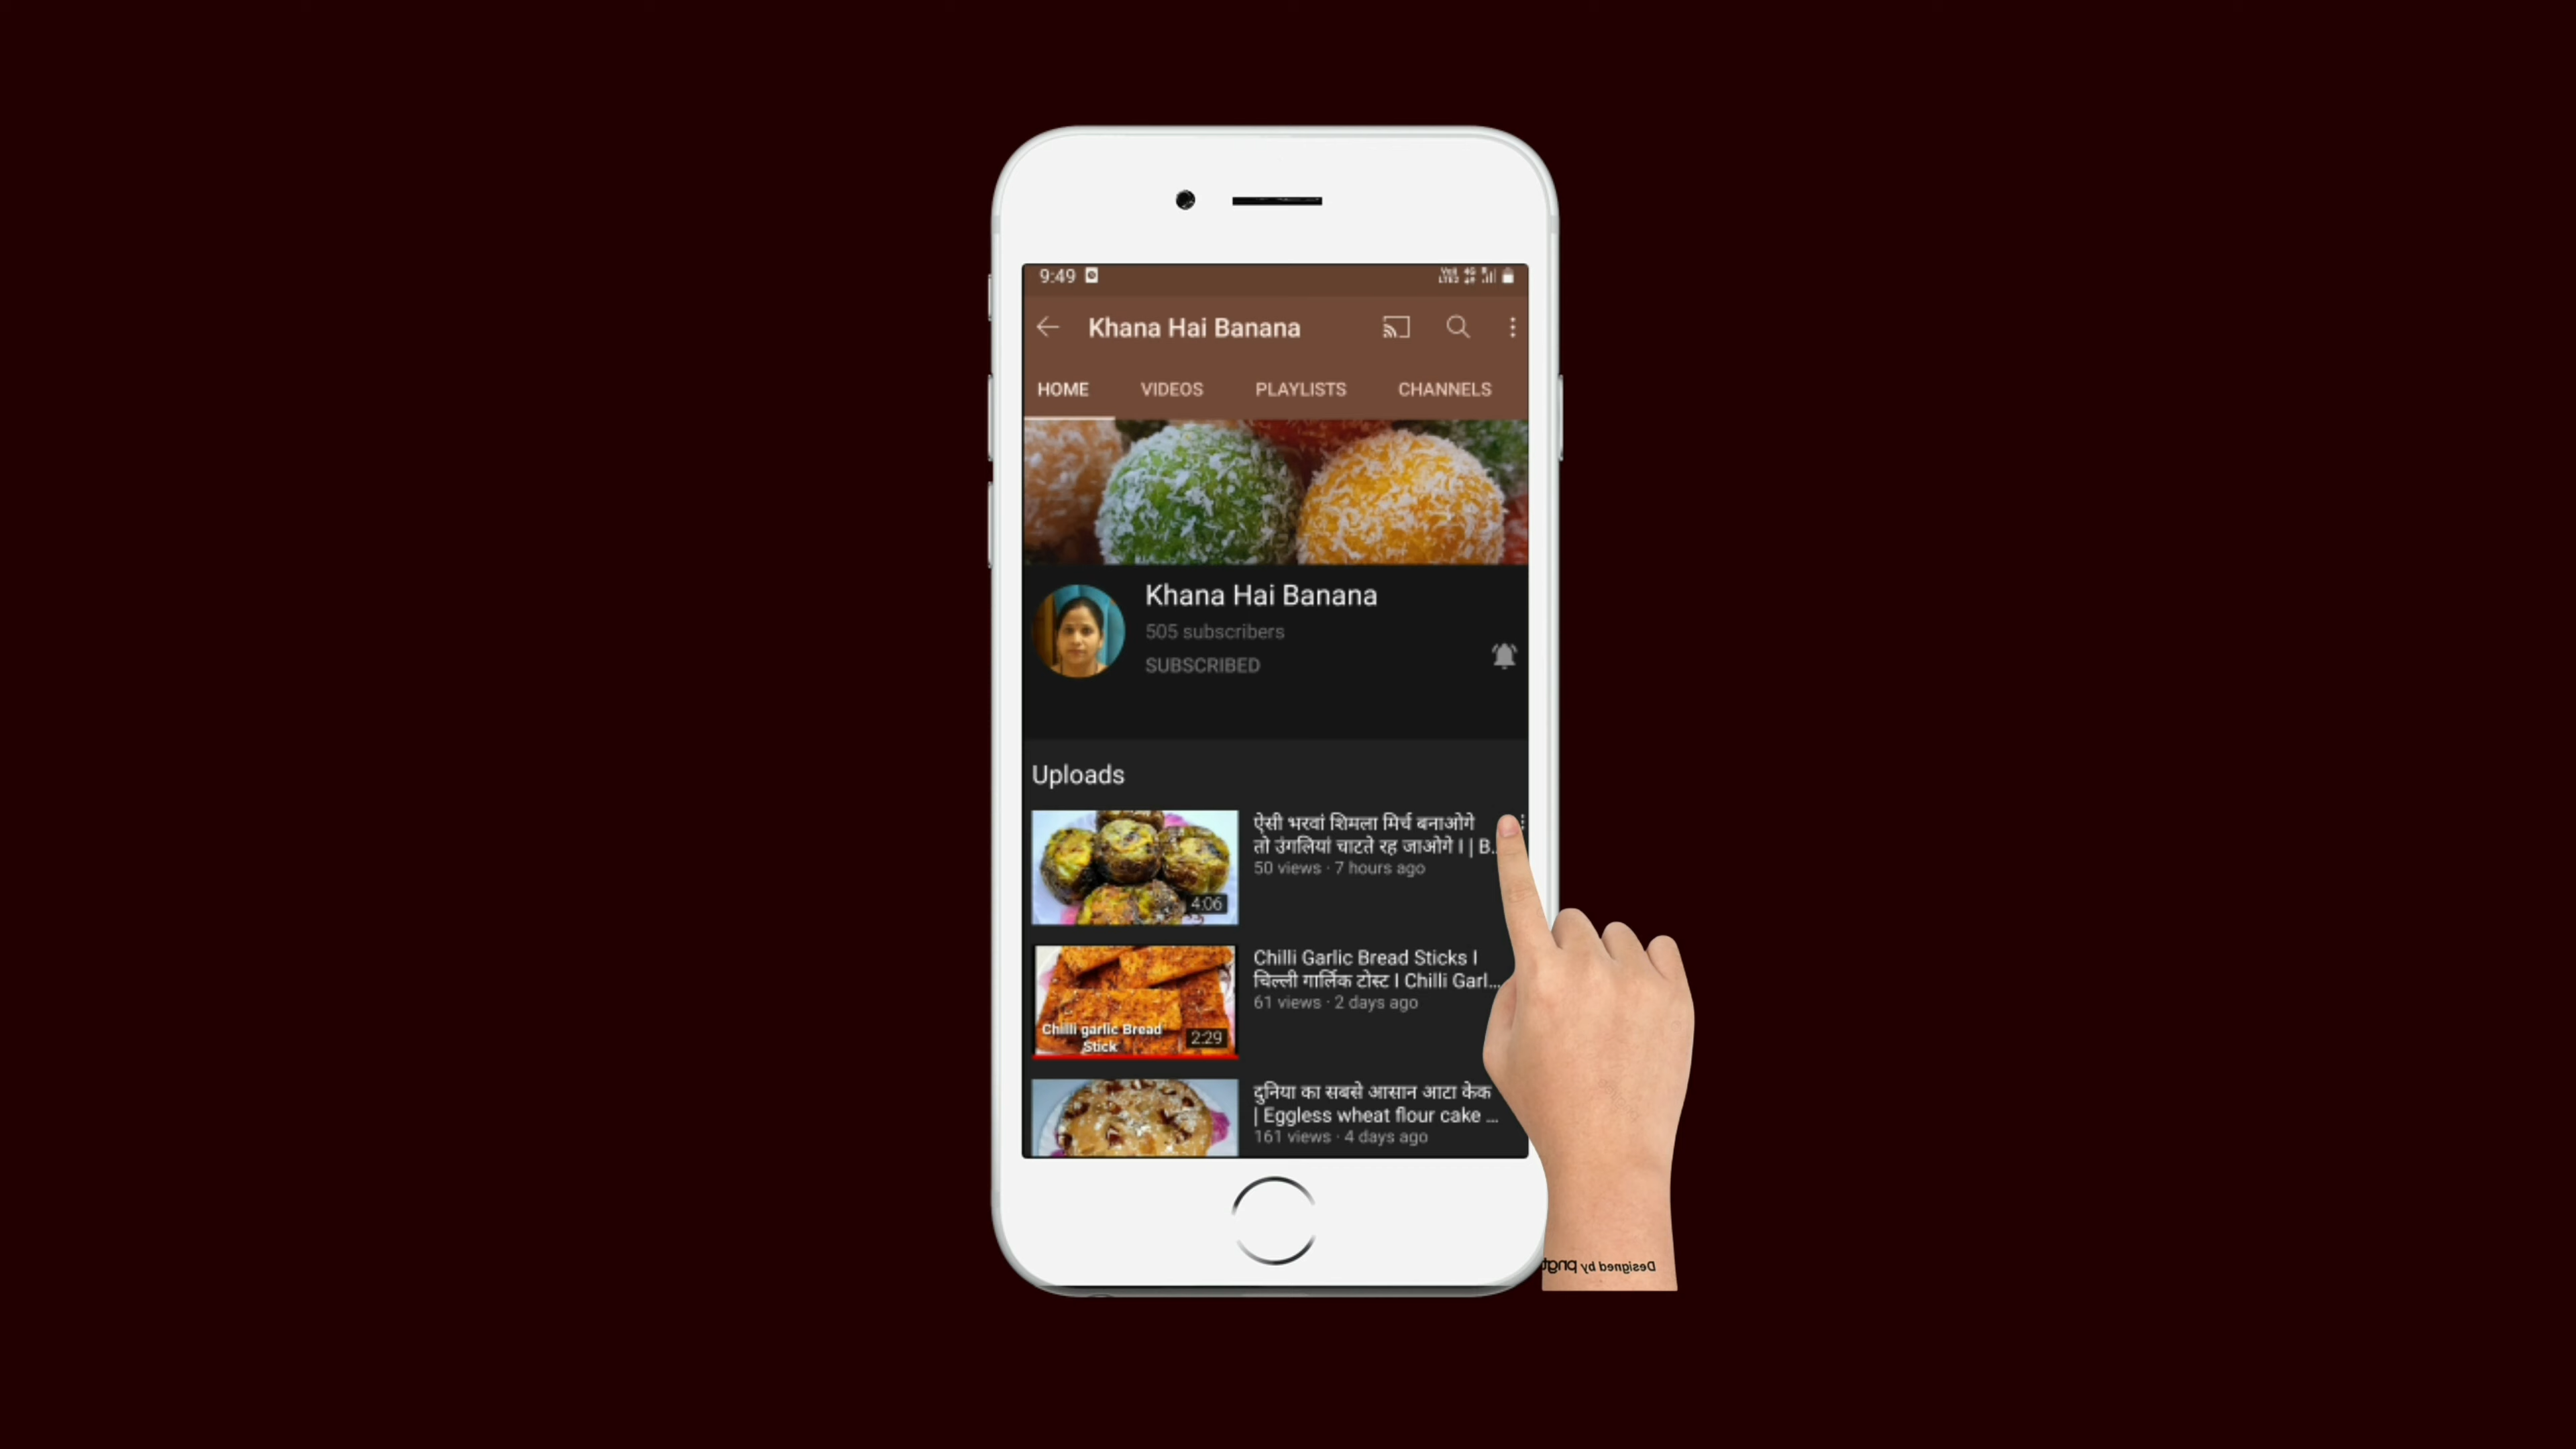 9:49
Khana Hai Banana
HOME VIDEOS PLAYLISTS CHANNELS
Khana Hai Banana
505 subscribers
SUBSCRIBED
Uploads
ऐसी भरवां शिमला मिर्च बनाओगे
तो उंगलियां चाटते रह जाओगे । | B...
50 views · 7 hours ago
4:06
Chilli Garlic Bread Sticks I
चिल्ली गार्लिक टोस्ट I Chilli Garl...
61 views · 2 days ago
Chilli garlic Bread
Stick
2:29
दुनिया का सबसे आसान आटा केक
| Eggless wheat flour cake ...
161 views · 4 days ago
Designed by